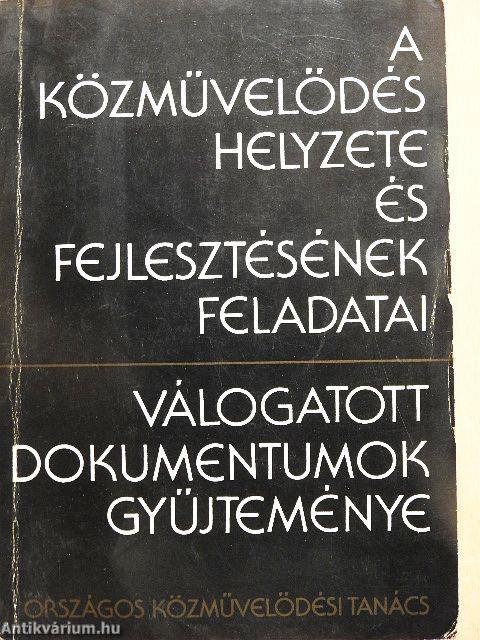 A
KÖZMŰVELŐDÉS
HELYZETE
ÉS
FEJLESZTÉSÉNEK
FELADATAI
VÁLOGATOTT
DOKUMENTUMOK
GYŰJTEMÉNYE
ORSZÁGOS KÖZMŰVELŐDÉSI TANÁCS
Antikvárium.hu